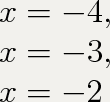 x = −4,
x = −3,
x = −2